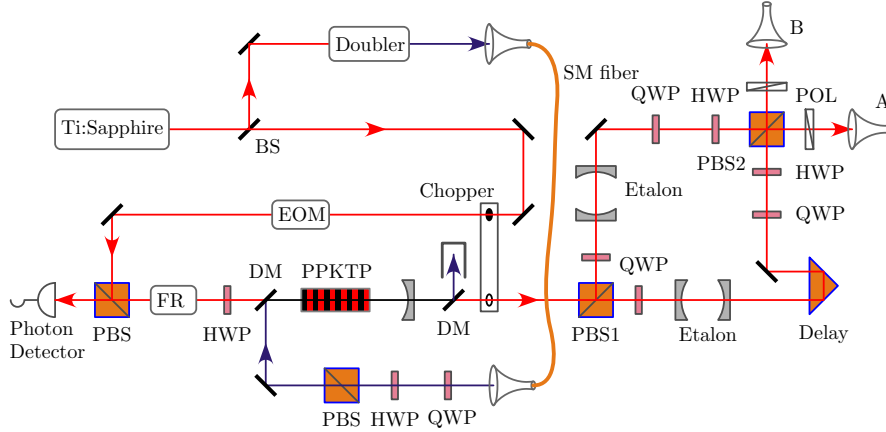 Doubler
B
SM fiber
QWP
HWP
POL
A
Ti:Sapphire
BS
PBS2
HWP
Chopper
Etalon
QWP
EOM
DM
PPKTP
QWP
FR
HWP
PBS
DM
PBS1
Etalon
Delay
Photon
Detector
PBS
HWP
QWP